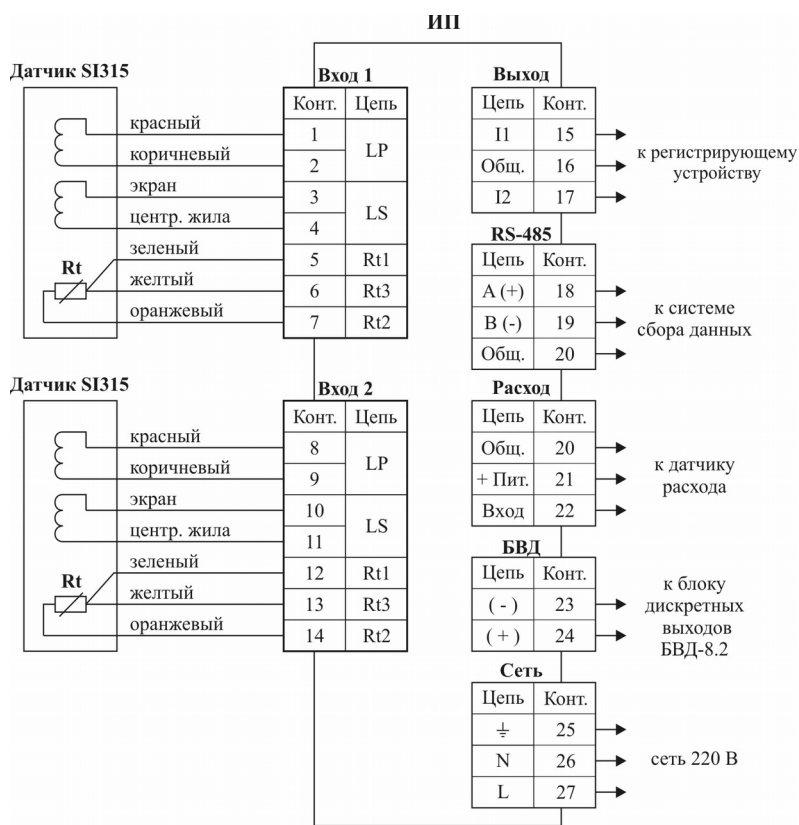 ИП
Датчик SI315
красный
коричневый
экран
центр. жила
зеленый
Rt
желтый
оранжевый
Вход 1
Конт. Цепь
1 LP
2
3 LS
4
5 Rt1
6 Rt3
7 Rt2
Датчик SI315
красный
коричневый
экран
центр. жила
зеленый
Rt
желтый
оранжевый
Вход 2
Конт. Цепь
8 LP
9
10 LS
11
12 Rt1
13 Rt3
14 Rt2
Выход
Цепь Конт.
I1 15
Общ. 16
I2 17
к регистрирующему
устройству
RS-485
Цепь Конт.
A (+) 18
B (-) 19
Общ. 20
к системе
сбора данных
Расход
Цепь Конт.
Общ. 20
+ Пит. 21
Вход 22
к датчику
расхода
БВД
Цепь Конт.
( - ) 23
( + ) 24
к блоку
дискретных
выходов
БВД-8.2
Сеть
Цепь Конт.
25
N 26
L 27
сеть 220 В